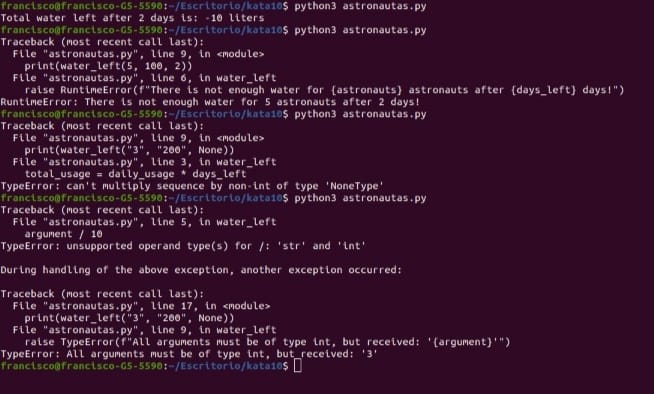 francisco@francisco-G5-5590:~/Escritorio/kata10$ python3 astronautas.py
Total water left after 2 days is: -10 liters
francisco@francisco-G5-5590:~/Escritorio/kata10$ python3 astronautas.py
Traceback (most recent call last):
  File "astronautas.py", line 9, in <module>
    print(water_left(5, 100, 2))
  File "astronautas.py", line 6, in water_left
    raise RuntimeError(f"There is not enough water for {astronauts} astronauts after {days_left} days!")
RuntimeError: There is not enough water for 5 astronauts after 2 days!
francisco@francisco-G5-5590:~/Escritorio/kata10$ python3 astronautas.py
Traceback (most recent call last):
  File "astronautas.py", line 9, in <module>
    print(water_left("3", "200", None))
  File "astronautas.py", line 3, in water_left
    total_usage = daily_usage * days_left
TypeError: can't multiply sequence by non-int of type 'NoneType'
francisco@francisco-G5-5590:~/Escritorio/kata10$ python3 astronautas.py
Traceback (most recent call last):
  File "astronautas.py", line 5, in water_left
    argument / 10
TypeError: unsupported operand type(s) for /: 'str' and 'int'

During handling of the above exception, another exception occurred:

Traceback (most recent call last):
  File "astronautas.py", line 17, in <module>
    print(water_left("3", "200", None))
  File "astronautas.py", line 9, in water_left
    raise TypeError(f"All arguments must be of type int, but received: '{argument}'")
TypeError: All arguments must be of type int, but received: '3'
francisco@francisco-G5-5590:~/Escritorio/kata10$